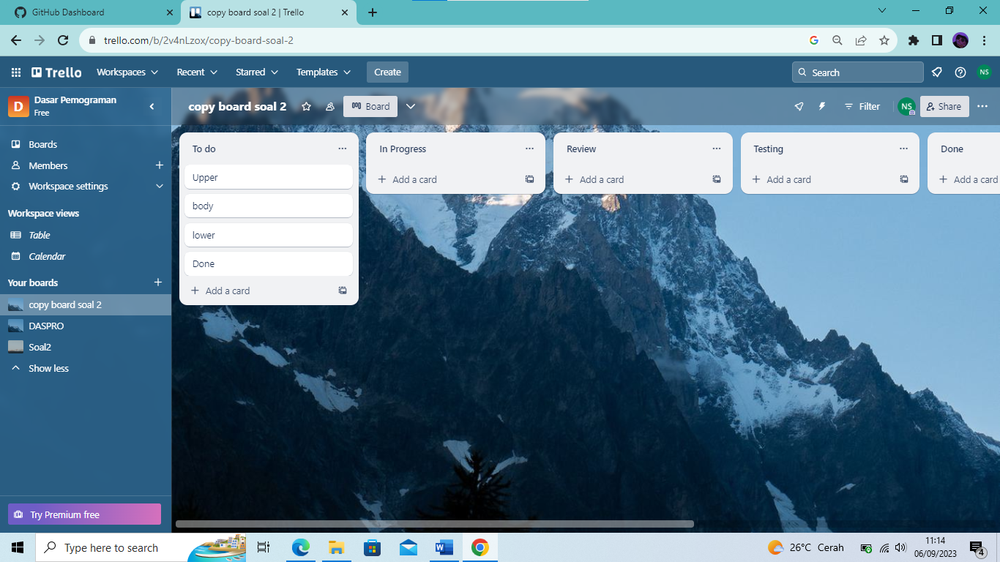 GitHub Dashboard
copy board soal 2 | Trello
trello.com/b/2v4nLzox/copy-board-soal-2
Trello
Workspaces
Recent
Starred
Templates
Create
Search
NS
D
Dasar Pemograman
Free
copy board soal 2
Board
Filter
NS
Share
Boards
Members
Workspace settings
Workspace views
Table
Calendar
Your boards
copy board soal 2
DASPRO
Soal2
Show less
Try Premium free
To do
Upper
body
lower
Done
Add a card
In Progress
Add a card
Review
Add a card
Testing
Add a card
Done
Add a card
Type here to search
26°C Cerah
11:14
06/09/2023
4